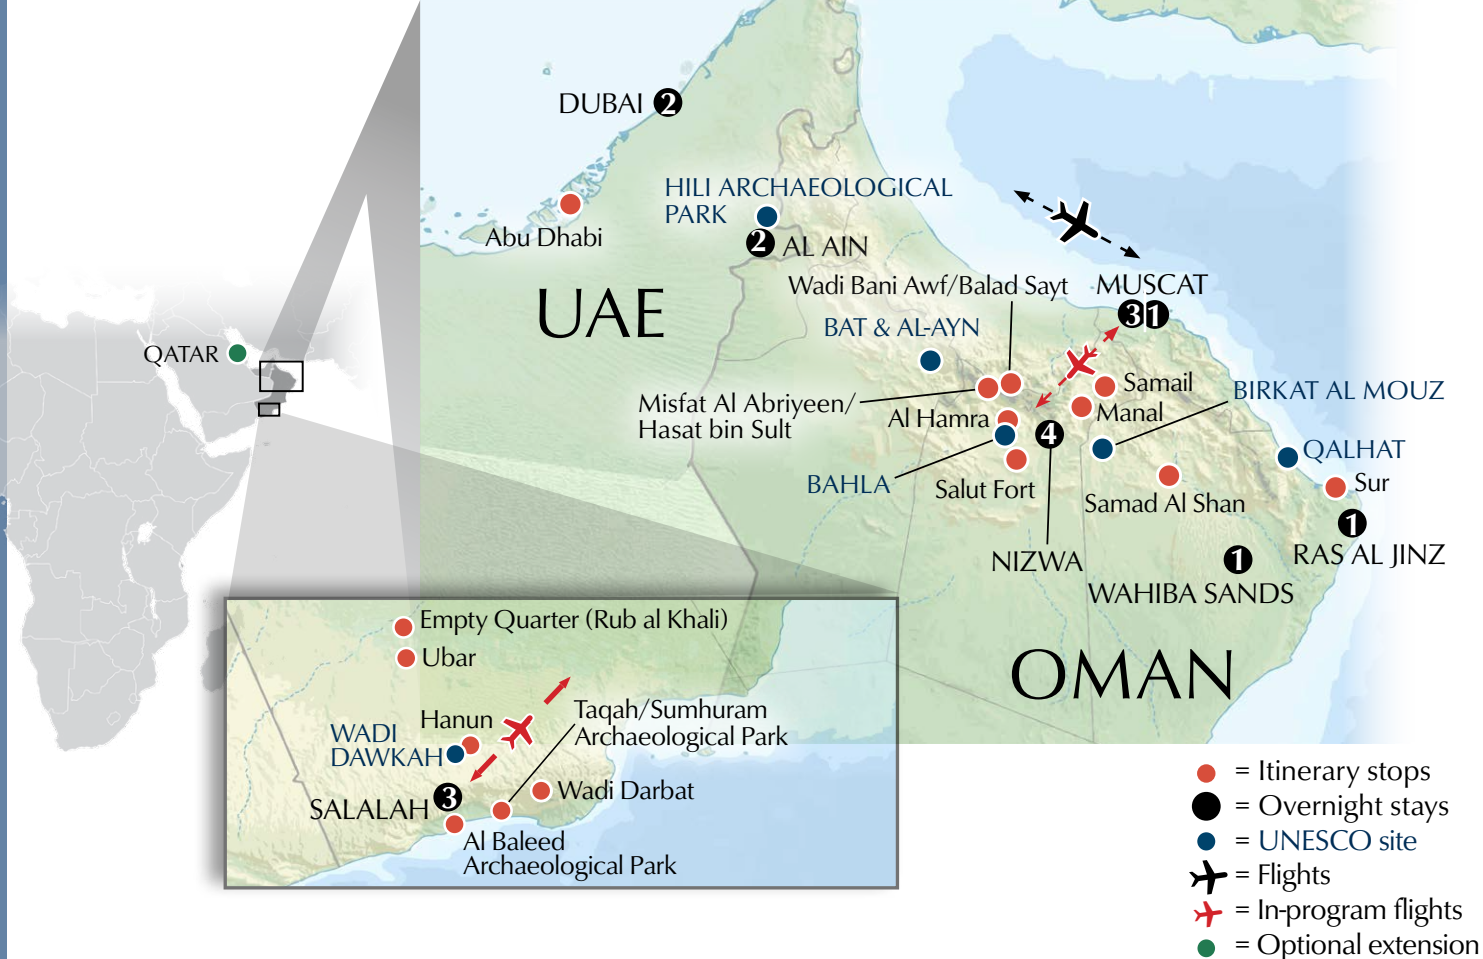 DUBAI 2
HILI ARCHAEOLOGICAL
PARK
Abu Dhabi
2 AL AIN
UAE
Wadi Bani Awf/Balad Sayt
MUSCAT
3 1
BAT & AL-AYN
QATAR
Samail
BIRKAT AL MOUZ
Misfat Al Abriyeen/
Hasat bin Sult
Al Hamra
Manal
4
QALHAT
BAHLA
Salut Fort
Samad Al Shan
Sur
1
RAS AL JINZ
NIZWA
1
WAHIBA SANDS
OMAN
Empty Quarter (Rub al Khali)
Ubar
Hanun
Taqah/Sumhuram
Archaeological Park
WADI
DAWKAH
Wadi Darbat
SALALAH 3
Al Baleed
Archaeological Park
= Itinerary stops
= Overnight stays
= UNESCO site
= Flights
= In-program flights
= Optional extension